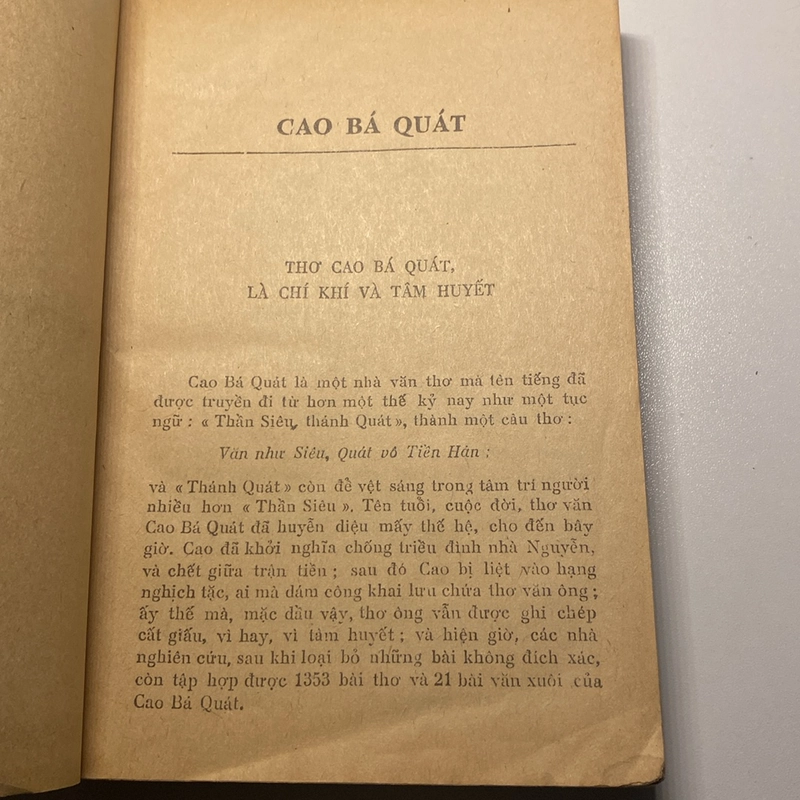 CAO BÁ QUÁT
THƠ CAO BÁ QUÁT,
LÀ CHÍ KHÍ VÀ TÂM HUYẾT
Cao Bá Quát là một nhà văn thơ mà tên tiếng đã
được truyền đi từ hơn một thế kỷ nay như một tục
ngữ : « Thần Siêu, thánh Quát », thành một câu thơ :
Văn như Siêu, Quát vô Tiền Hán ;
và « Thánh Quát » còn để vệt sáng trong tâm trí người
nhiều hơn « Thần Siêu ». Tên tuổi, cuộc đời, thơ văn
Cao Bá Quát đã huyễn diệu mấy thế hệ, cho đến bây
giờ. Cao đã khởi nghĩa chống triều đình nhà Nguyễn,
và chết giữa trận tiền ; sau đó Cao bị liệt vào hạng
nghịch tặc, ai mà dám công khai lưu chứa thơ văn ông ;
ấy thế mà, mặc dầu vậy, thơ ông vẫn được ghi chép
cất giấu, vì hay, vì tâm huyết ; và hiện giờ, các nhà
nghiên cứu, sau khi loại bỏ những bài không đích xác,
còn tập hợp được 1353 bài thơ và 21 bài văn xuôi của
Cao Bá Quát.